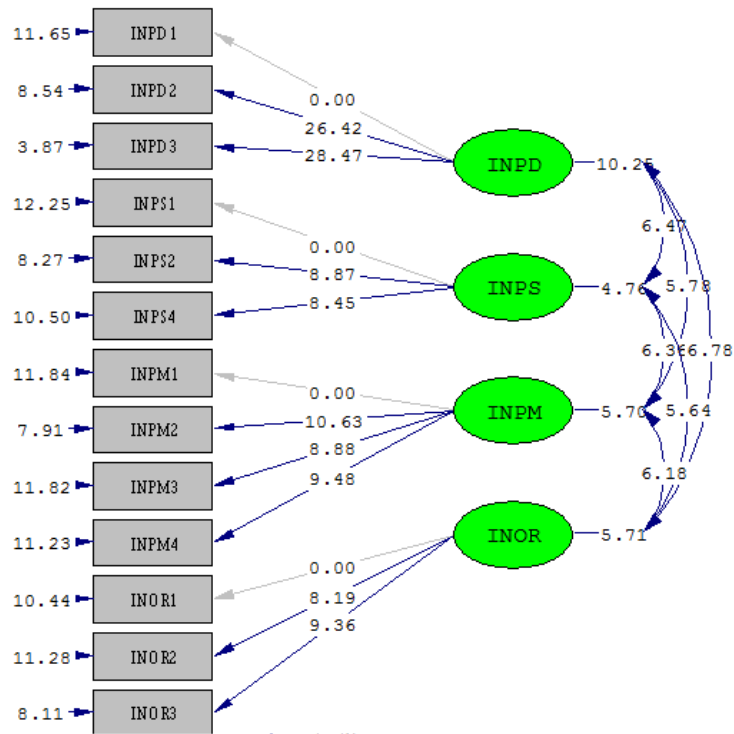 11.65 INPD1
8.54 INPD2
0.00
26.42
3.87 INPD3
28.47
INPD 10.25
12.25 INPS1
6.47
0.00
8.27 INPS2
8.87
INPS 4.76 5.78
8.45
10.50 INPS4
11.84 INPM1
6.36 6.78
0.00
7.91 INPM2
10.63
INPM 5.70 5.64
8.88
11.82 INPM3
9.48
6.18
11.23 INPM4
INOR 5.71
0.00
10.44 INOR1
8.19
9.36
11.28 INOR2
8.11 INOR3